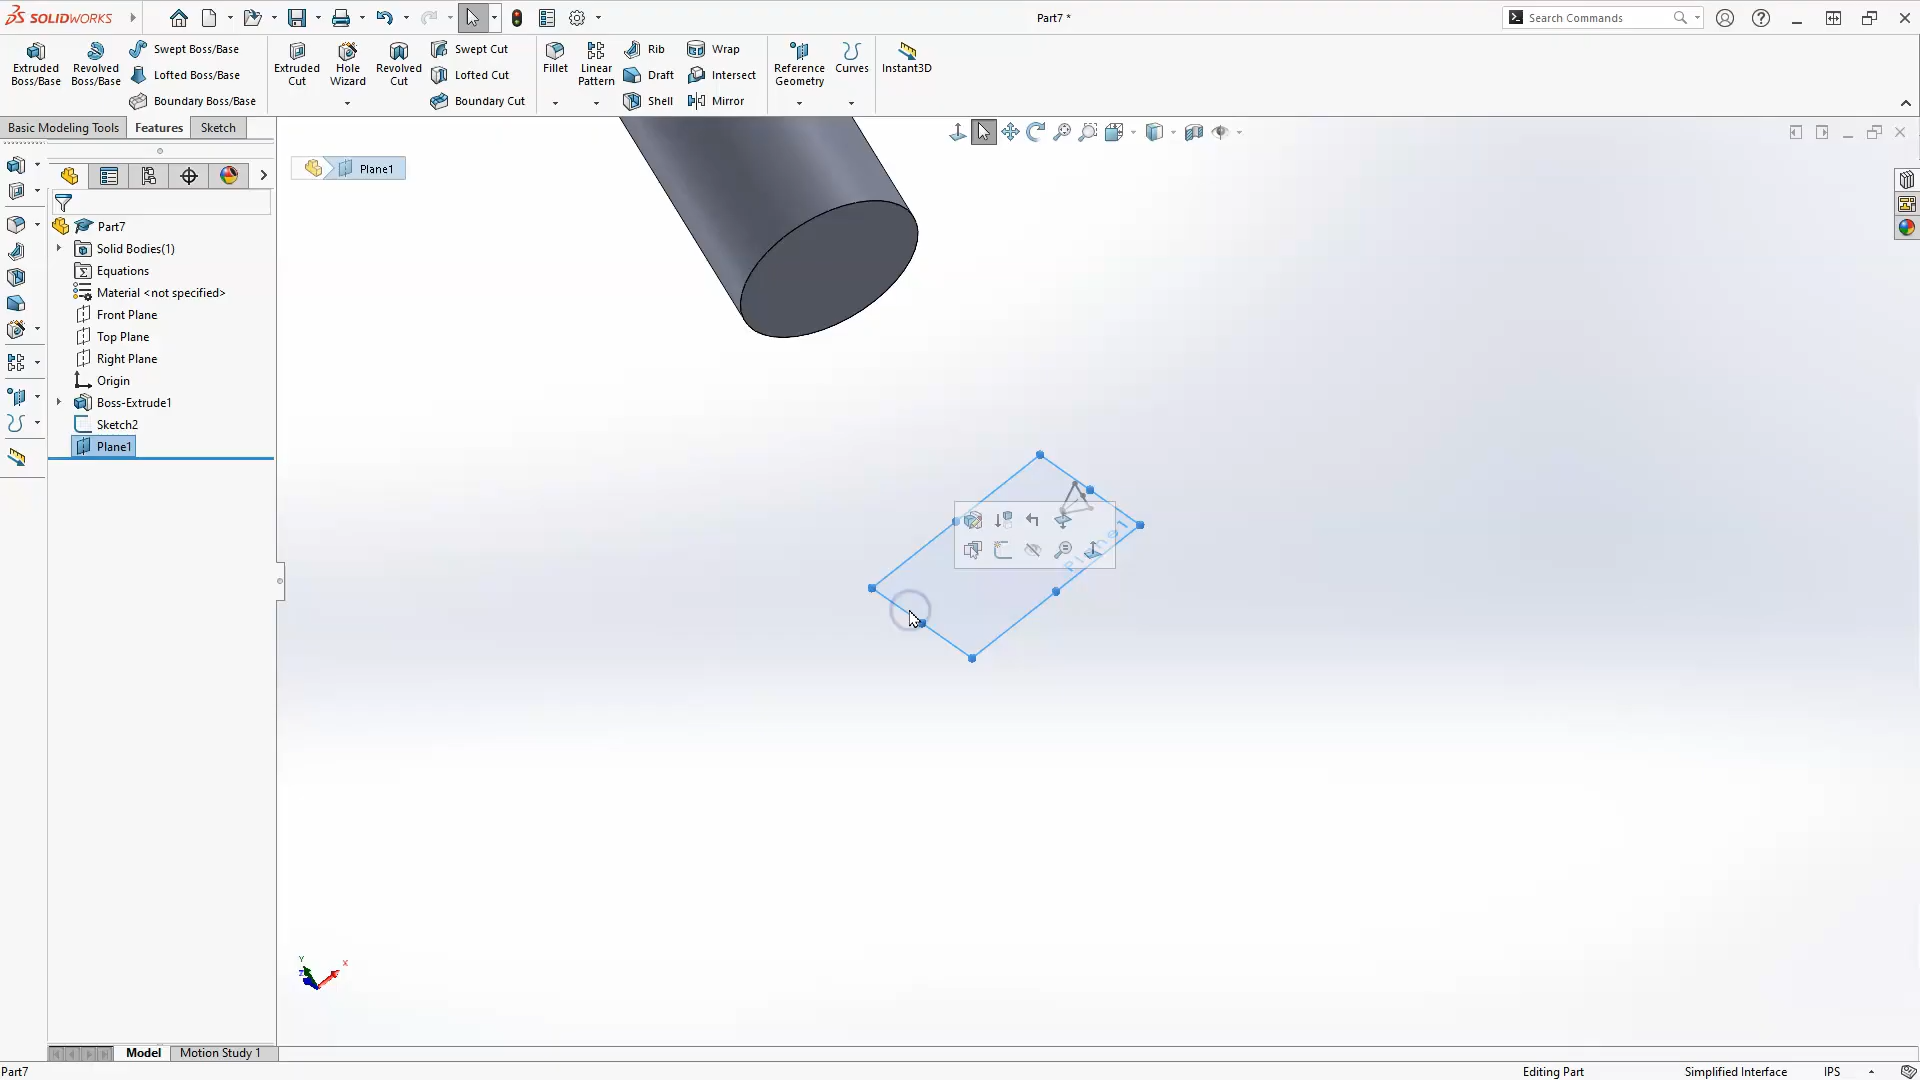 SOLIDWORKS
Part7 *
Search Commands
Extruded Boss/Base
Revolved Boss/Base
Swept Boss/Base
Lofted Boss/Base
Boundary Boss/Base
Extruded Cut
Hole Wizard
Revolved Cut
Swept Cut
Lofted Cut
Boundary Cut
Fillet
Linear Pattern
Rib
Draft
Shell
Wrap
Intersect
Mirror
Reference Geometry
Curves
Instant3D
Basic Modeling Tools
Features
Sketch
Plane1
Part7
Solid Bodies(1)
Equations
Material <not specified>
Front Plane
Top Plane
Right Plane
Origin
Boss-Extrude1
Sketch2
Plane1
Plane1
Y
X
Z
Model
Motion Study 1
Part7
Editing Part
Simplified Interface
IPS